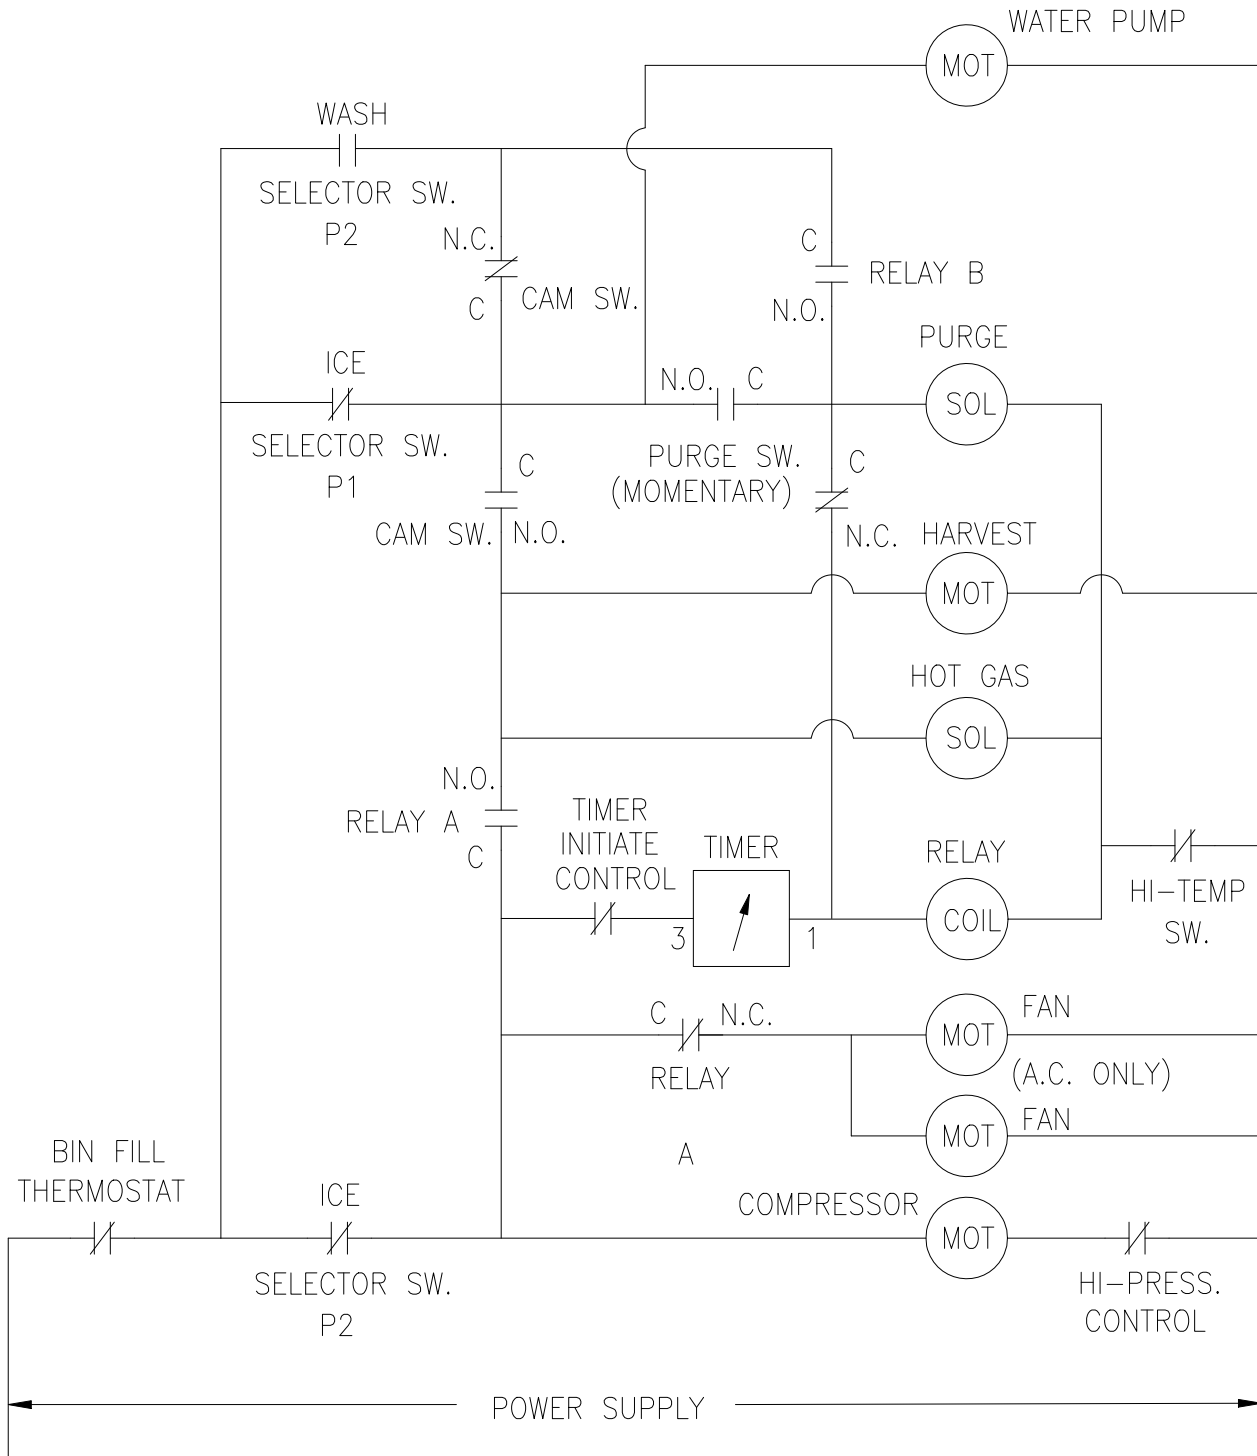 WATER PUMP
MOT
WASH
SELECTOR SW.
P2
N.C.
C
CAM SW.
C
RELAY B
N.O.
PURGE
SOL
ICE
SELECTOR SW.
P1
N.O.
C
PURGE SW.
(MOMENTARY)
C
CAM SW.
N.O.
C
N.C.
HARVEST
MOT
HOT GAS
SOL
N.O.
RELAY A
C
TIMER
INITIATE
CONTROL
TIMER
3
1
RELAY
COIL
HI-TEMP
SW.
C
N.C.
RELAY
A
MOT
FAN
(A.C. ONLY)
MOT
FAN
BIN FILL
THERMOSTAT
ICE
SELECTOR SW.
P2
COMPRESSOR
MOT
HI-PRESS.
CONTROL
POWER SUPPLY